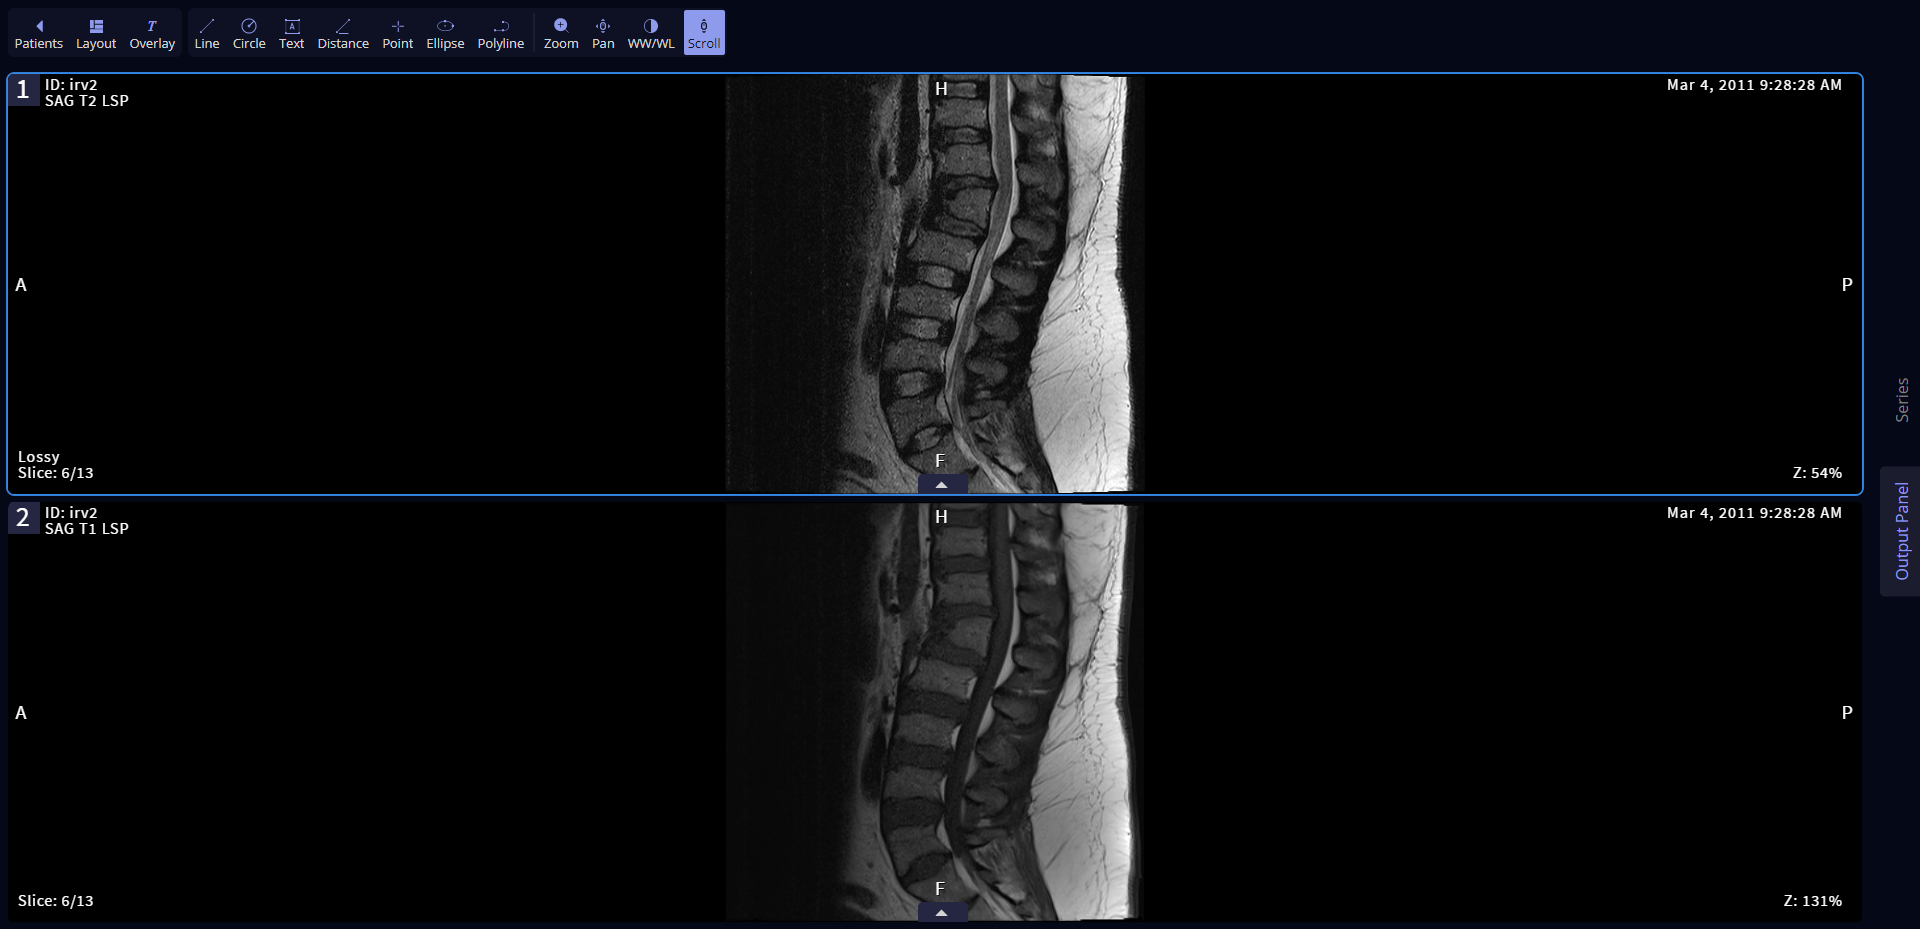 Patients Layout Overlay Line Circle Text Distance Point Ellipse Polyline Zoom Pan WW/WL Scroll
1 ID: irv2 H Mar 4, 2011 9:28:28 AM
SAG T2 LSP
A P
Series
Lossy F
Slice: 6/13 Z: 54%
Output Panel
2 ID: irv2 H Mar 4, 2011 9:28:28 AM
SAG T1 LSP
A P
F
Slice: 6/13 Z: 131%